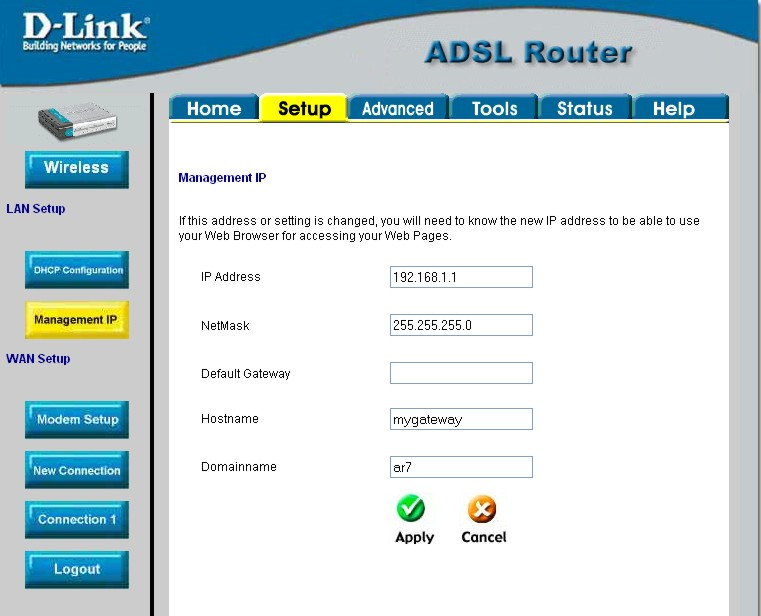 D-Link®
Building Networks for People
ADSL Router
Home Setup Advanced Tools Status Help
Wireless
LAN Setup
DHCP Configuration
Management IP
WAN Setup
Modem Setup
New Connection
Connection 1
Logout
Management IP
If this address or setting is changed, you will need to know the new IP address to be able to use
your Web Browser for accessing your Web Pages.
IP Address 192.168.1.1
NetMask 255.255.255.0
Default Gateway
Hostname mygateway
Domainname ar7
Apply Cancel